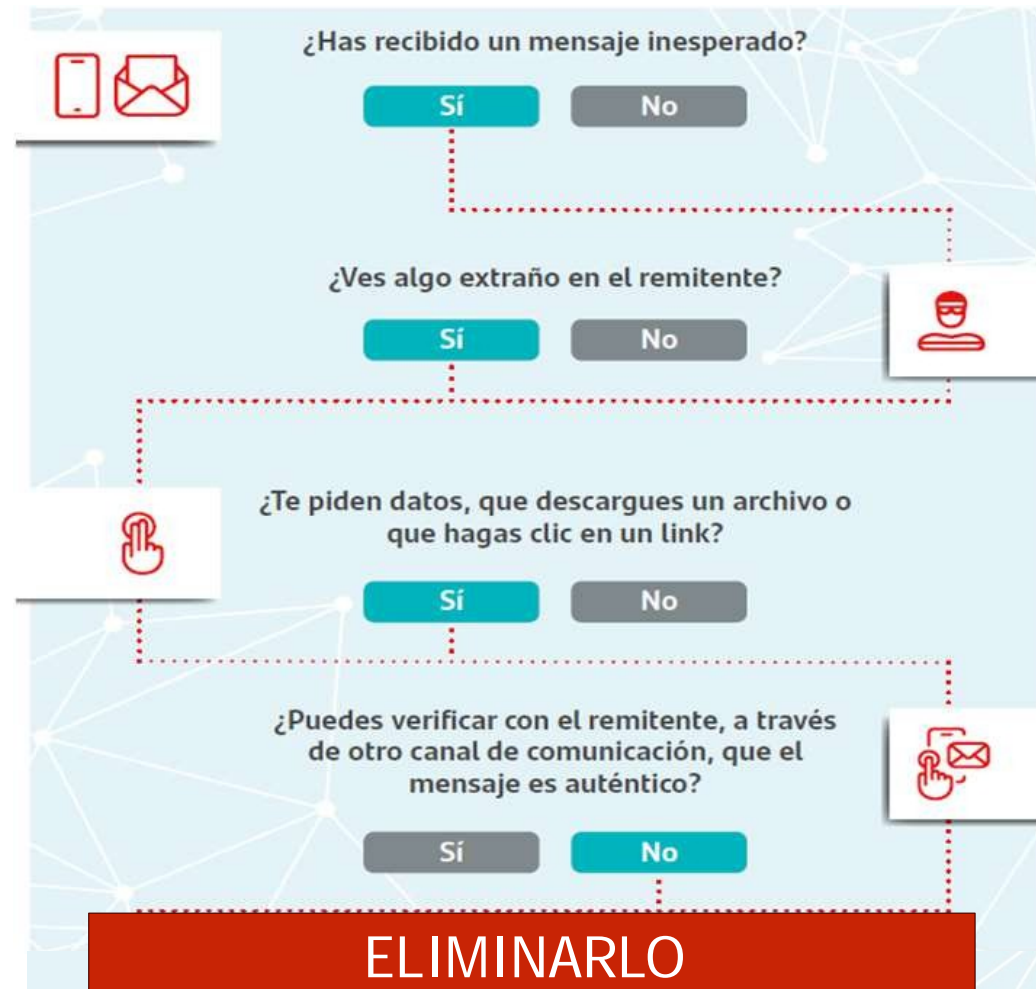 ¿Has recibido un mensaje inesperado?
Sí
No
¿Ves algo extraño en el remitente?
Sí
No
¿Te piden datos, que descargues un archivo o
que hagas clic en un link?
Sí
No
¿Puedes verificar con el remitente, a través
de otro canal de comunicación, que el
mensaje es auténtico?
Sí
No
ELIMINARLO